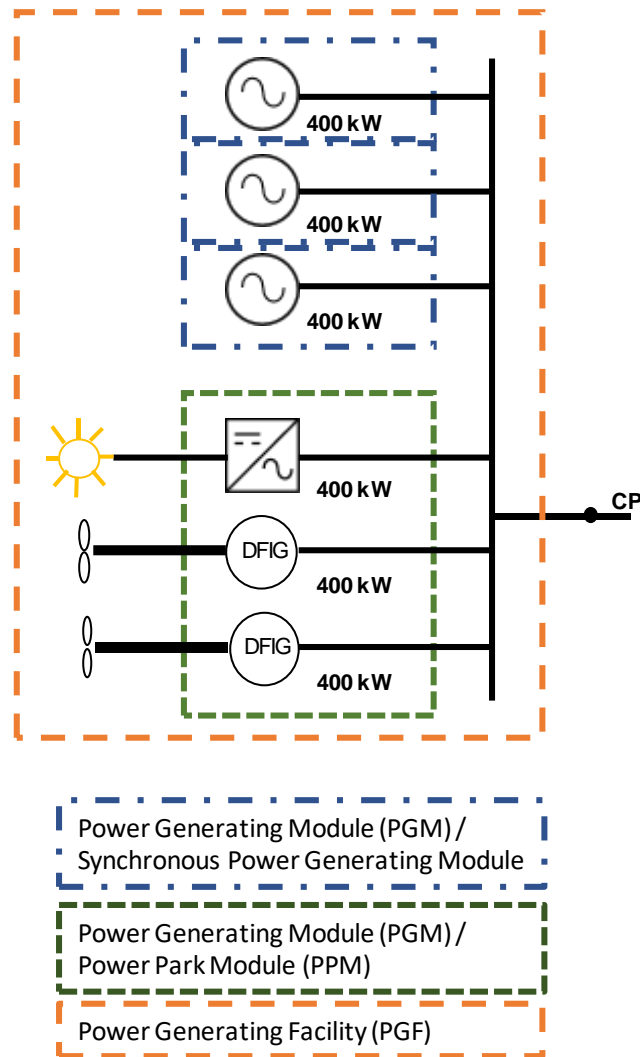 400 kW
400 kW
400 kW
400 kW
CP
DFIG
400 kW
DFIG
400 kW
Power Generating Module (PGM) /
Synchronous Power Generating Module
Power Generating Module (PGM) /
Power Park Module (PPM)
Power Generating Facility (PGF)